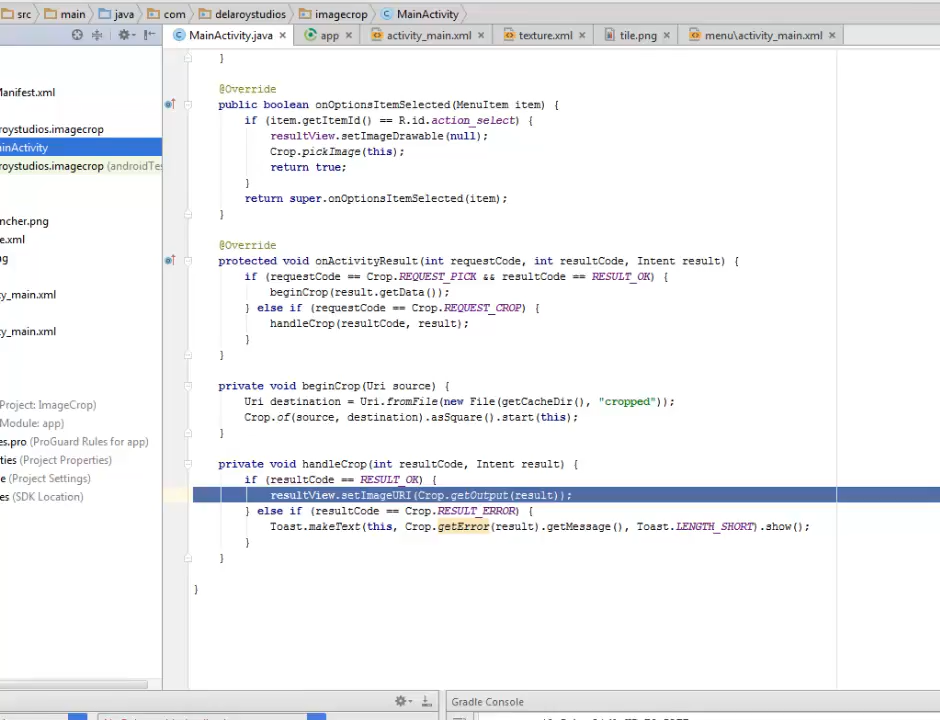 src main java com delaroystudios imagecrop MainActivity
MainActivity.java app activity_main.xml texture.xml tile.png menu\activity_main.xml
}
@Override
public boolean onOptionsItemSelected(MenuItem item) {
if (item.getItemId() == R.id.action_select) {
resultView.setImageDrawable(null);
Crop.pickImage(this);
return true;
}
return super.onOptionsItemSelected(item);
}
@Override
protected void onActivityResult(int requestCode, int resultCode, Intent result) {
if (requestCode == Crop.REQUEST_PICK && resultCode == RESULT_OK) {
beginCrop(result.getData());
} else if (requestCode == Crop.REQUEST_CROP) {
handleCrop(resultCode, result);
}
}
private void beginCrop(Uri source) {
Uri destination = Uri.fromFile(new File(getCacheDir(), "cropped"));
Crop.of(source, destination).asSquare().start(this);
}
private void handleCrop(int resultCode, Intent result) {
if (resultCode == RESULT_OK) {
resultView.setImageURI(Crop.getOutput(result));
} else if (resultCode == Crop.RESULT_ERROR) {
Toast.makeText(this, Crop.getError(result).getMessage(), Toast.LENGTH_SHORT).show();
}
}
}
Manifest.xml
roystudios.imagecrop
ainActivity
roystudios.imagecrop (androidTes
ncher.png
e.xml
g
y_main.xml
y_main.xml
Project: ImageCrop)
Module: app)
es.pro (ProGuard Rules for app)
ties (Project Properties)
e (Project Settings)
es (SDK Location)
Gradle Console